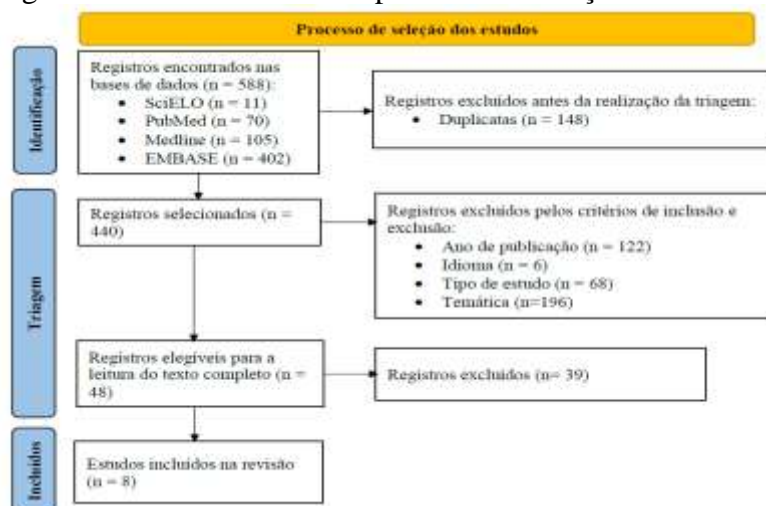 Processo de seleção dos estudos
Identificação
Registros encontrados nas
bases de dados (n = 588):
• SciELO (n = 11)
• PubMed (n = 70)
• Medline (n = 105)
• EMBASE (n = 402)
Registros excluídos antes da realização da triagem:
• Duplicatas (n = 148)
Triagem
Registros selecionados (n =
440)
Registros excluídos pelos critérios de inclusão e
exclusão:
• Ano de publicação (n = 122)
• Idioma (n = 6)
• Tipo de estudo (n = 68)
• Temática (n=196)
Registros elegíveis para a
leitura do texto completo (n =
48)
Registros excluídos (n= 39)
Incluídos
Estudos incluídos na revisão
(n = 8)